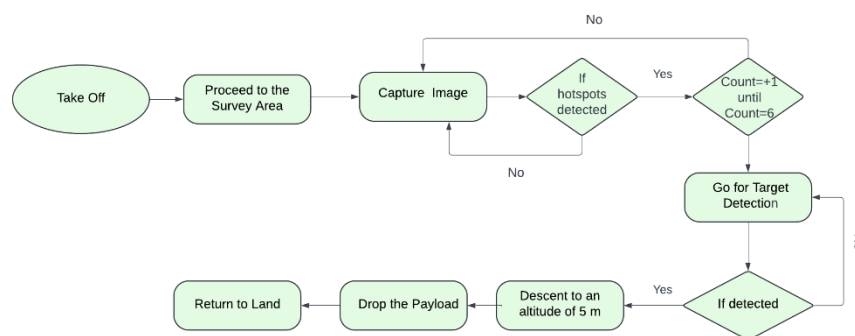 No
Take Off
Proceed to the
Survey Area
Capture Image
If
hotspots
detected
Yes
Count=+1
until
Count=6
No
Go for Target
Detection
If detected
Yes
Descent to an
altitude of 5 m
Drop the Payload
Return to Land